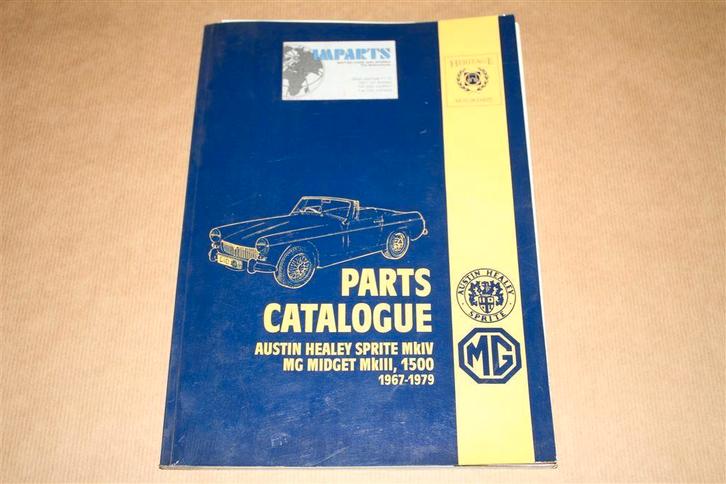 IMPARTS
HERITAGE
PARTS
CATALOGUE
AUSTIN HEALEY SPRITE MkIV
MG MIDGET MkIII, 1500
1967-1979
AUSTIN HEALEY
SPRITE
MG